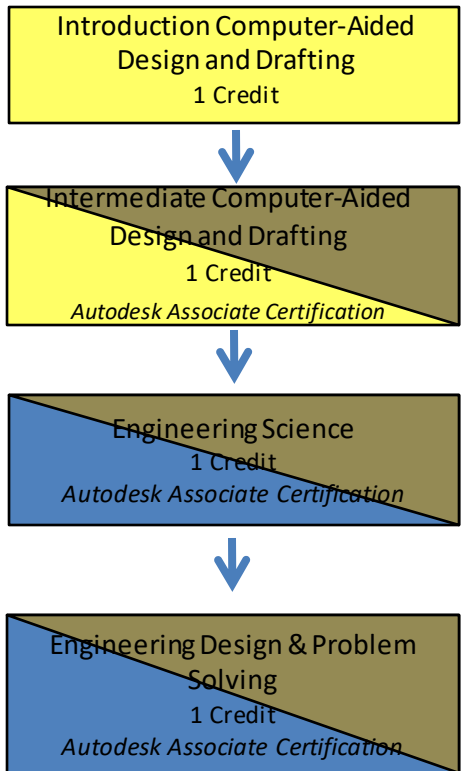 Introduction Computer-Aided
Design and Drafting
1 Credit
Intermediate Computer-Aided
Design and Drafting
1 Credit
Autodesk Associate Certification
Engineering Science
1 Credit
Autodesk Associate Certification
Engineering Design & Problem
Solving
1 Credit
Autodesk Associate Certification